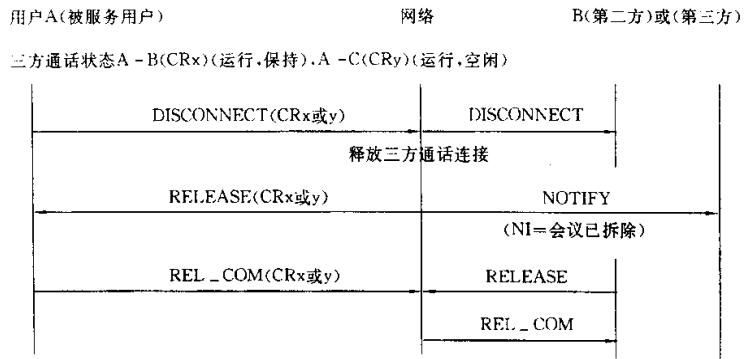 用户A(被服务用户) 网络 B(第二方)或(第三方)
三方通话状态A-B(CRx)(运行,保持).A-C(CRy)(运行,空闲)
DISCONNECT(CRx或y) DISCONNECT
释放三方通话连接
RELEASE(CRx或y) NOTIFY
(NI=会议已拆除)
REL_COM(CRx或y) RELEASE
REL_COM